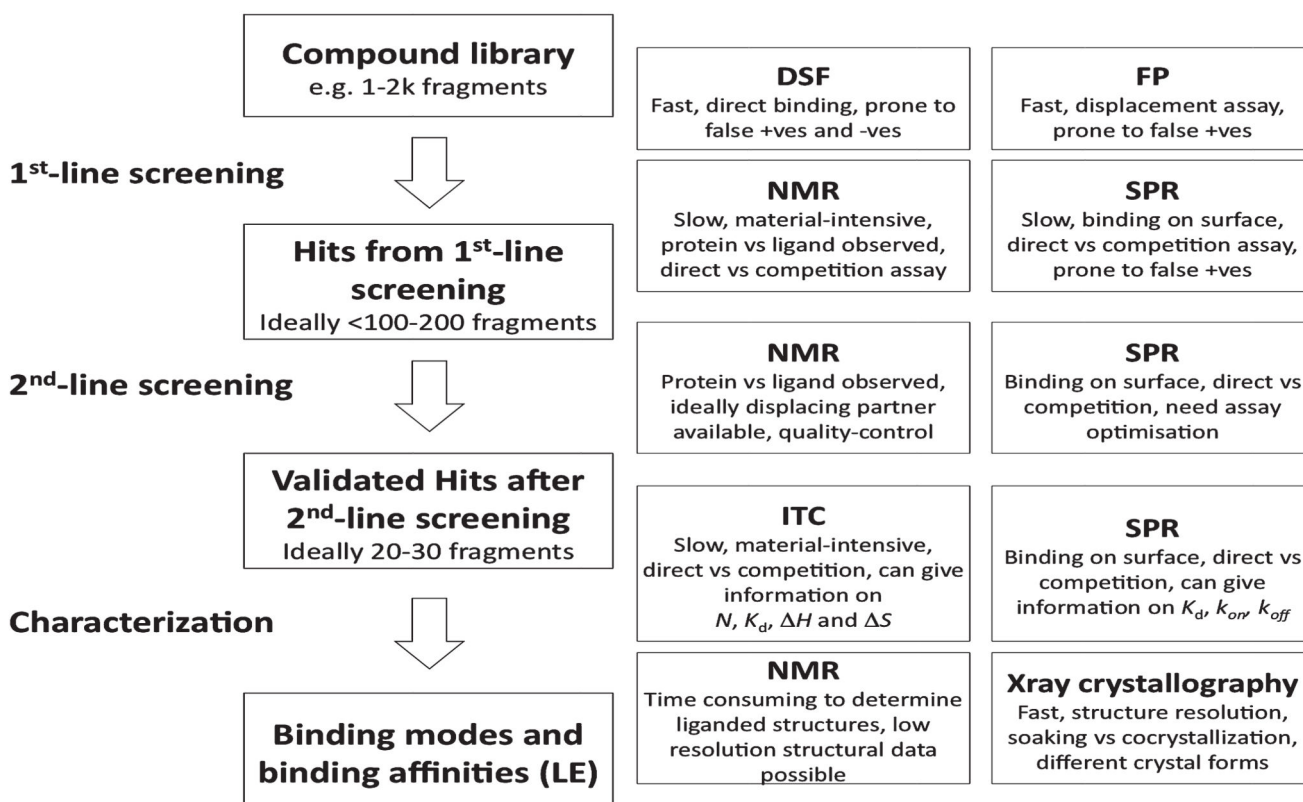 Compound library
e.g. 1-2k fragments
1st-line screening
Hits from 1st-line
screening
Ideally <100-200 fragments
2nd-line screening
Validated Hits after
2nd-line screening
Ideally 20-30 fragments
Characterization
Binding modes and
binding affinities (LE)
DSF
Fast, direct binding, prone to
false +ves and -ves
FP
Fast, displacement assay,
prone to false +ves
NMR
Slow, material-intensive,
protein vs ligand observed,
direct vs competition assay
SPR
Slow, binding on surface,
direct vs competition assay,
prone to false +ves
NMR
Protein vs ligand observed,
ideally displacing partner
available, quality-control
SPR
Binding on surface, direct vs
competition, need assay
optimisation
ITC
Slow, material-intensive,
direct vs competition, can give
information on
N, Kd, ΔH and ΔS
SPR
Binding on surface, direct vs
competition, can give
information on Kd, kon, koff
NMR
Time consuming to determine
liganded structures, low
resolution structural data
possible
Xray crystallography
Fast, structure resolution,
soaking vs cocrystallization,
different crystal forms